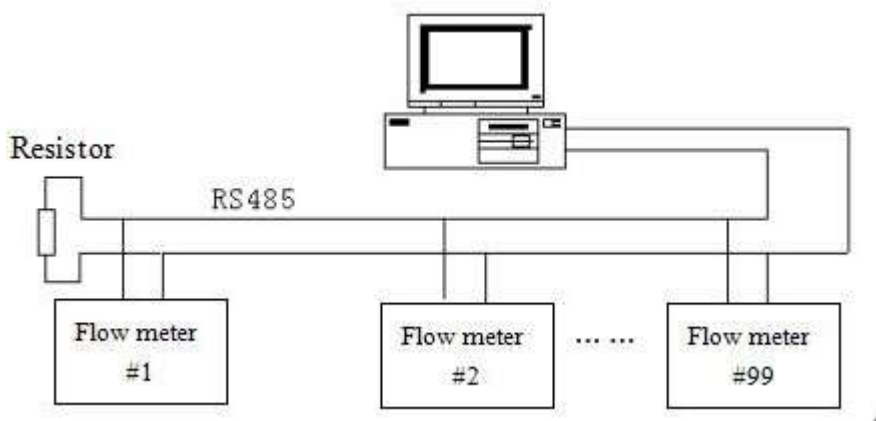 Resistor
RS485
Flow meter
#1
Flow meter
#2
... ...
Flow meter
#99